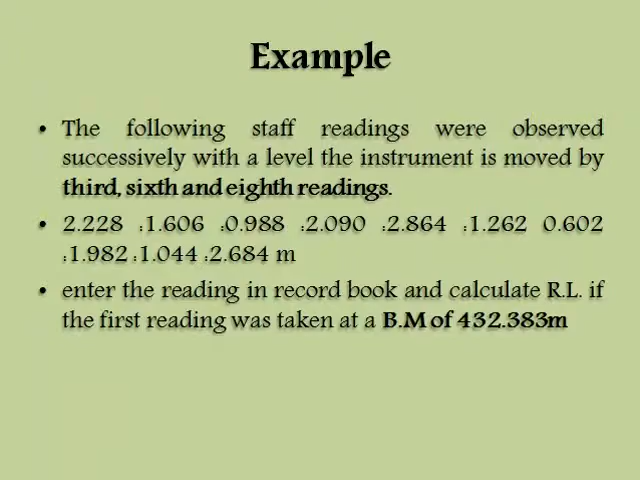 Example
• The following staff readings were observed
successively with a level the instrument is moved by
third, sixth and eighth readings.
• 2.228 :1.606 :0.988 :2.090 :2.864 :1.262 0.602
:1.982 :1.044 :2.684 m
• enter the reading in record book and calculate R.L. if
the first reading was taken at a B.M of 432.383m